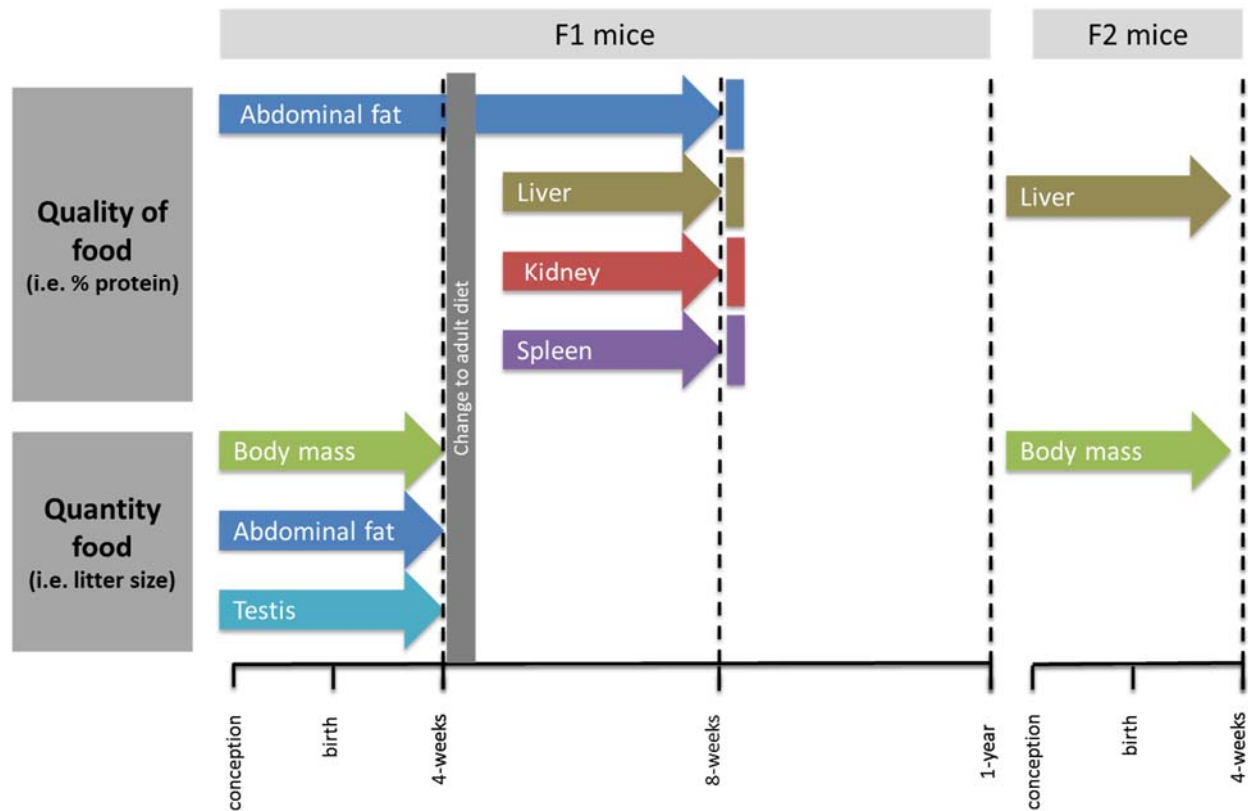 F1 mice
F2 mice
Quality of
food
(i.e. % protein)
Abdominal fat
Liver
Kidney
Spleen
Liver
Change to adult diet
Quantity
food
(i.e. litter size)
Body mass
Abdominal fat
Testis
Body mass
conception
birth
4-weeks
8-weeks
1-year
conception
birth
4-weeks